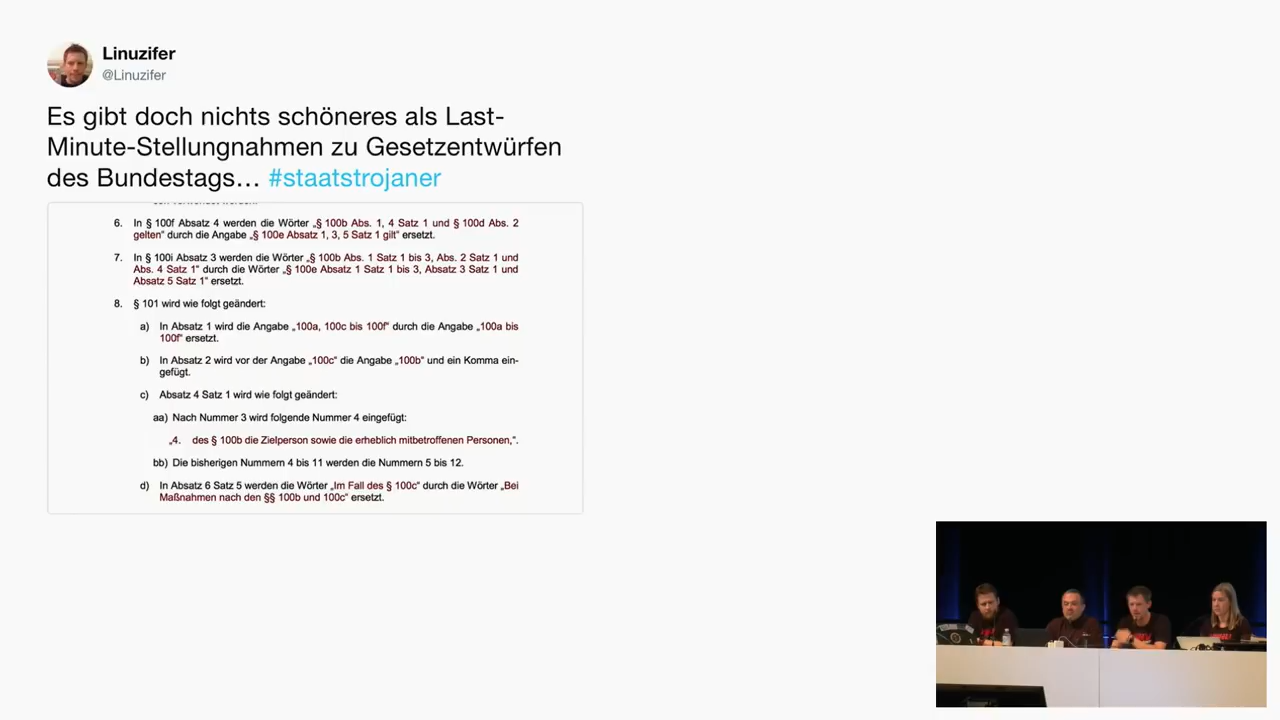 Linuzifer
@Linuzifer
Es gibt doch nichts schöneres als Last-
Minute-Stellungnahmen zu Gesetzentwürfen
des Bundestags… #staatstrojaner
6. In § 100f Absatz 4 werden die Wörter „§ 100b Abs. 1, 4 Satz 1 und § 100d Abs. 2
gelten“ durch die Angabe „§ 100e Absatz 1, 3, 5 Satz 1 gilt“ ersetzt.
7. In § 100i Absatz 3 werden die Wörter „§ 100b Abs. 1 Satz 1 bis 3, Abs. 2 Satz 1 und
Abs. 4 Satz 1“ durch die Wörter „§ 100e Absatz 1 Satz 1 bis 3, Absatz 3 Satz 1 und
Absatz 5 Satz 1“ ersetzt.
8. § 101 wird wie folgt geändert:
a) In Absatz 1 wird die Angabe „100a, 100c bis 100f“ durch die Angabe „100a bis
100f“ ersetzt.
b) In Absatz 2 wird vor der Angabe „100c“ die Angabe „100b“ und ein Komma ein-
gefügt.
c) Absatz 4 Satz 1 wird wie folgt geändert:
aa) Nach Nummer 3 wird folgende Nummer 4 eingefügt:
„4. des § 100b die Zielperson sowie die erheblich mitbetroffenen Personen,“.
bb) Die bisherigen Nummern 4 bis 11 werden die Nummern 5 bis 12.
d) In Absatz 6 Satz 5 werden die Wörter „Im Fall des § 100c“ durch die Wörter „Bei
Maßnahmen nach den §§ 100b und 100c“ ersetzt.